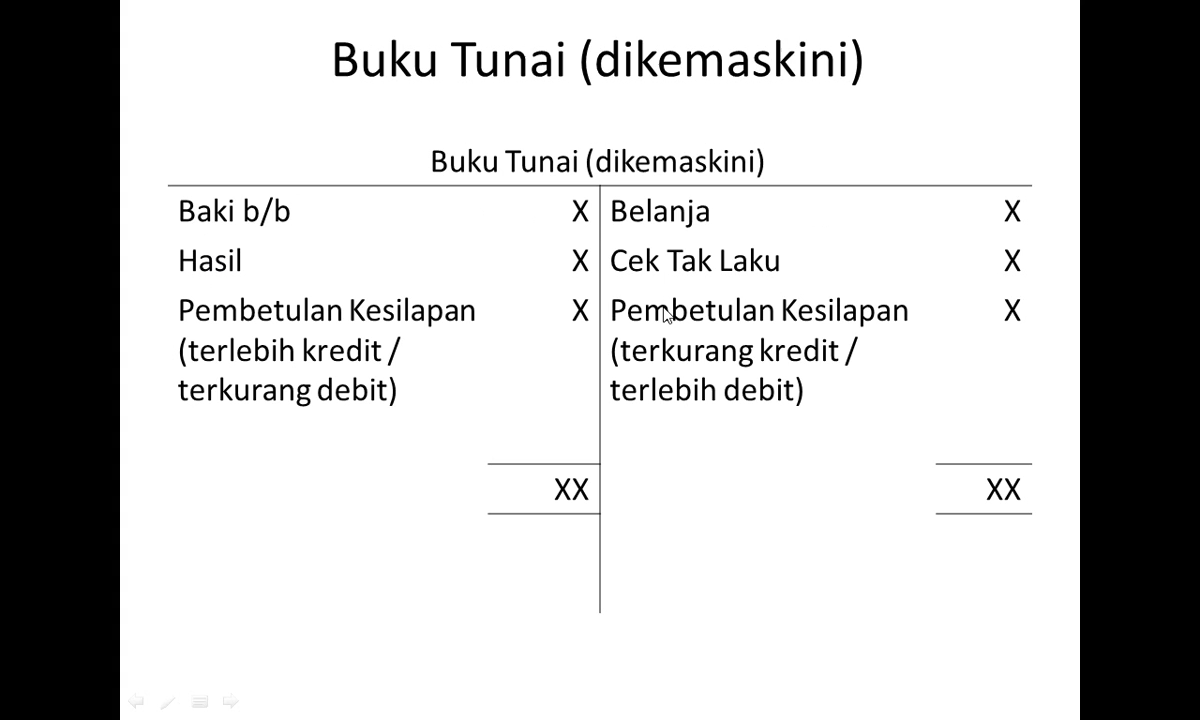 Buku Tunai (dikemaskini)
Buku Tunai (dikemaskini)
Baki b/b X Belanja X
Hasil X Cek Tak Laku X
Pembetulan Kesilapan X Pembetulan Kesilapan X
(terlebih kredit / (terkurang kredit /
terkurang debit) terlebih debit)
XX XX